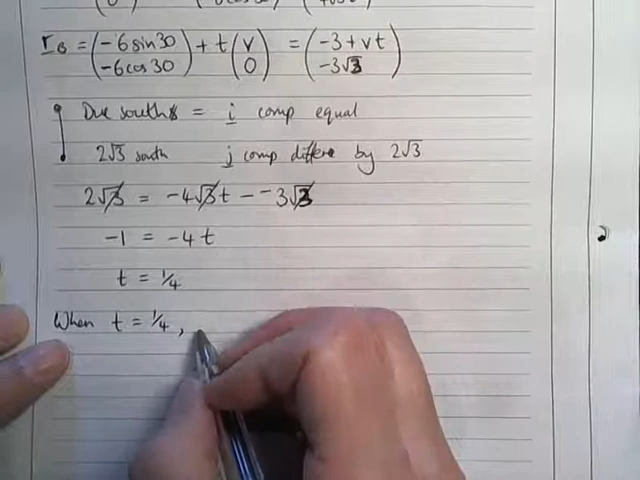 r_B = (-6sin30 / -6cos30) + t (v / 0) = (-3+vt / -3√3)
Due south = i comp equal
2√3 south j comp differe by 2√3
2√3 = -4√3t - -3√3
-1 = -4t
t = 1/4
When t = 1/4,